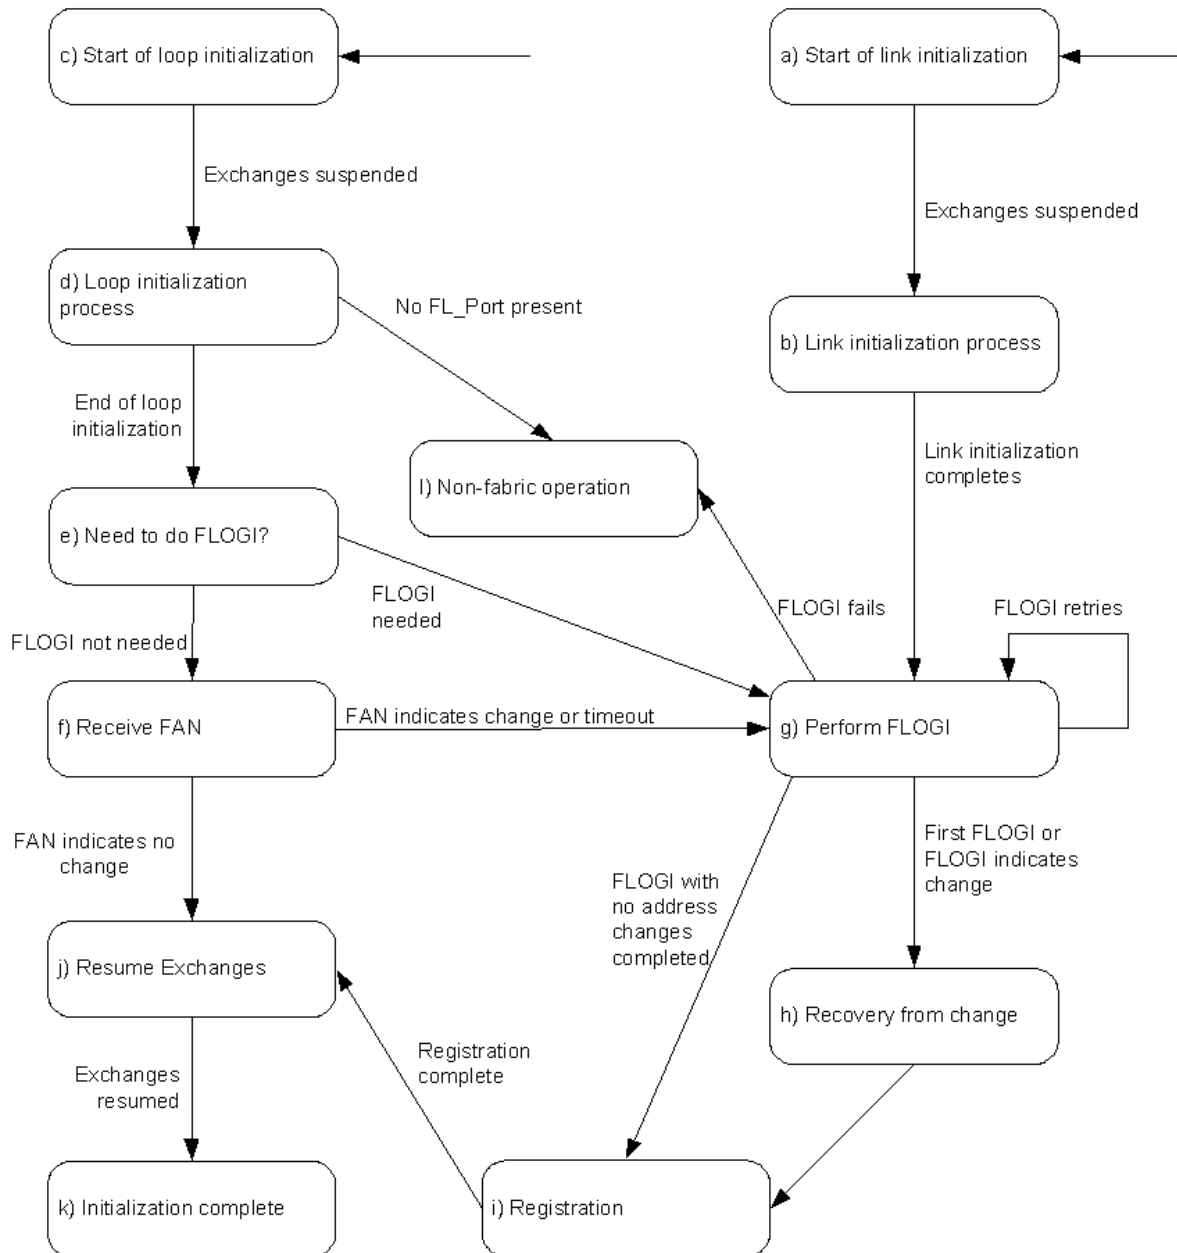 c) Start of loop initialization
a) Start of link initialization
Exchanges suspended
Exchanges suspended
d) Loop initialization
process
No FL_Port present
b) Link initialization process
End of loop
initialization
l) Non-fabric operation
Link initialization
completes
e) Need to do FLOGI?
FLOGI
needed
FLOGI fails
FLOGI retries
FLOGI not needed
f) Receive FAN
FAN indicates change or timeout
g) Perform FLOGI
FAN indicates no
change
First FLOGI or
FLOGI indicates
change
FLOGI with
no address
changes
completed
j) Resume Exchanges
h) Recovery from change
Exchanges
resumed
Registration
complete
k) Initialization complete
i) Registration